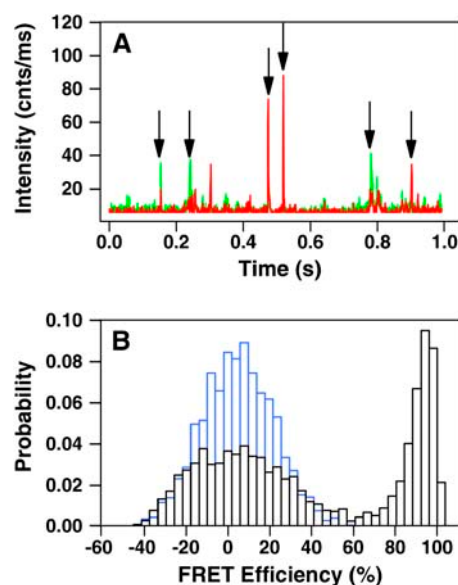 A
120
100
80
60
40
20
Intensity (cnts/ms)
0.0 0.2 0.4 0.6 0.8 1.0
Time (s)
B
0.10
0.08
0.06
0.04
0.02
0.00
Probability
-60 -40 -20 0 20 40 60 80 100
FRET Efficiency (%)